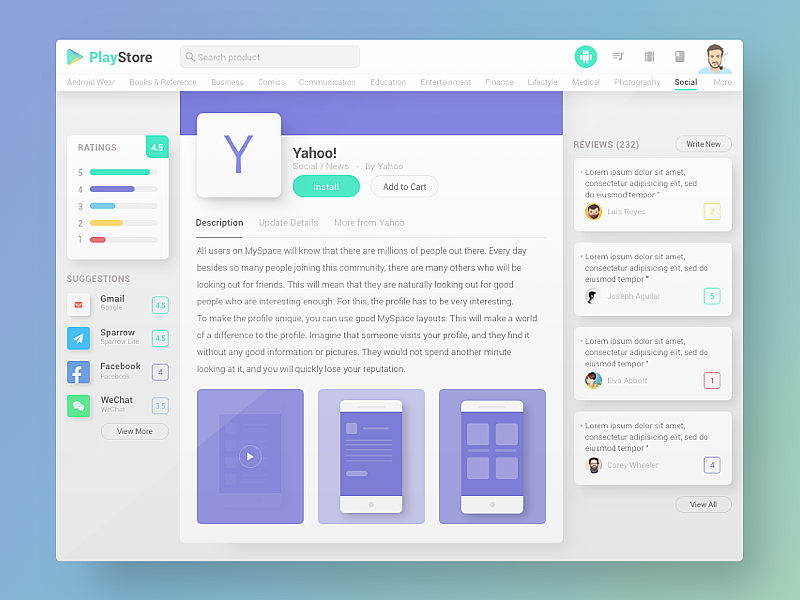 PlayStore
Search product
Android Wear Books & Reference Business Comics Communication Education Entertainment Finance Lifestyle Medical Photography Social More
RATINGS 4.5
5
4
3
2
1
SUGGESTIONS
Gmail
Google
4.5
Sparrow
Sparrow Lite
4.5
Facebook
Facebook
4
WeChat
WeChat
3.5
View More
Y
Yahoo!
Social / News - By Yahoo
Install Add to Cart
Description Update Details More from Yahoo
All users on MySpace will know that there are millions of people out there. Every day
besides so many people joining this community, there are many others who will be
looking out for friends. This will mean that they are naturally looking out for good
people who are interesting enough. For this, the profile has to be very interesting.
To make the profile unique, you can use good MySpace layouts. This will make a world
of a difference to the profile. Imagine that someone visits your profile, and they find it
without any good information or pictures. They would not spend another minute
looking at it, and you will quickly lose your reputation.
REVIEWS (232) Write New
" Lorem ipsum dolor sit amet,
consectetur adipisicing elit, sed
do eiusmod tempor "
Luis Reyes 2
" Lorem ipsum dolor sit amet,
consectetur adipisicing elit, sed do
eiusmod tempor "
Joseph Aguilar 5
" Lorem ipsum dolor sit amet,
consectetur adipisicing elit, sed do
eiusmod tempor "
Elva Abbott 1
" Lorem ipsum dolor sit amet,
consectetur adipisicing elit, sed do
eiusmod tempor "
Corey Wheeler 4
View All